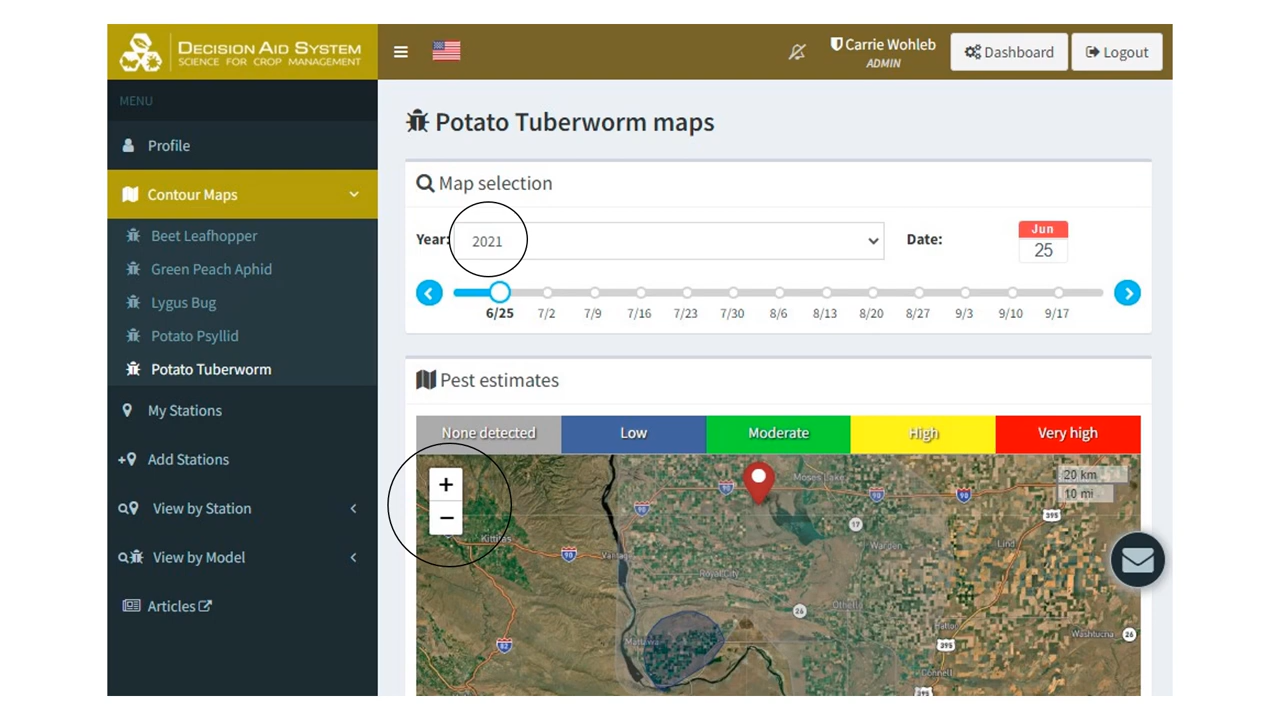 DECISION AID SYSTEM
SCIENCE FOR CROP MANAGEMENT
Carrie Wohleb
ADMIN
Dashboard
Logout
MENU
Profile
Contour Maps
Beet Leafhopper
Green Peach Aphid
Lygus Bug
Potato Psyllid
Potato Tuberworm
My Stations
Add Stations
View by Station
View by Model
Articles
Potato Tuberworm maps
Map selection
Year: 2021 Date: Jun 25
6/25 7/2 7/9 7/16 7/23 7/30 8/6 8/13 8/20 8/27 9/3 9/10 9/17
Pest estimates
None detected Low Moderate High Very high
+
−
20 km
10 mi
Moses Lake
90 90 90 90
395
17
Kittitas
90
Vantage
Warden
Lind
Royal City
26
Othello
Hatton
Washtucna 26
82
Mattawa
395
Connell
395